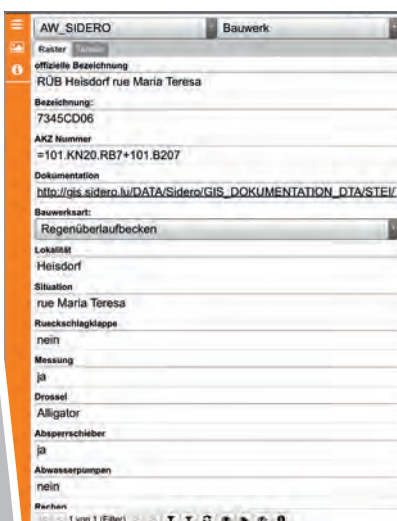 AW_SIDERO Bauwerk
Raster Termin
offizielle Bezeichnung
RÜB Heisdorf rue Maria Teresa
Bezeichnung:
7345CD06
AKZ Nummer
=101.KN20.RB7+101.B207
Dokumentation
http://gis.sidero.lu/DATA/Sidero/GIS_DOKUMENTATION_DTA/STEI/
Bauwerksart:
Regenüberlaufbecken
Lokalität
Heisdorf
Situation
rue Maria Teresa
Rueckschlagklappe
nein
Messung
ja
Drossel
Alligator
Absperrschieber
ja
Abwasserpumpen
nein
Rechen
1 von 1 (Filter)